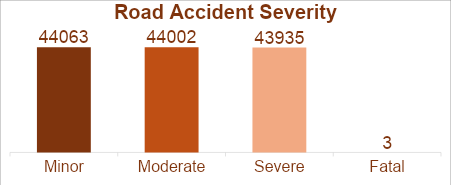 Road Accident Severity
44063 44002 43935 3
Minor Moderate Severe Fatal